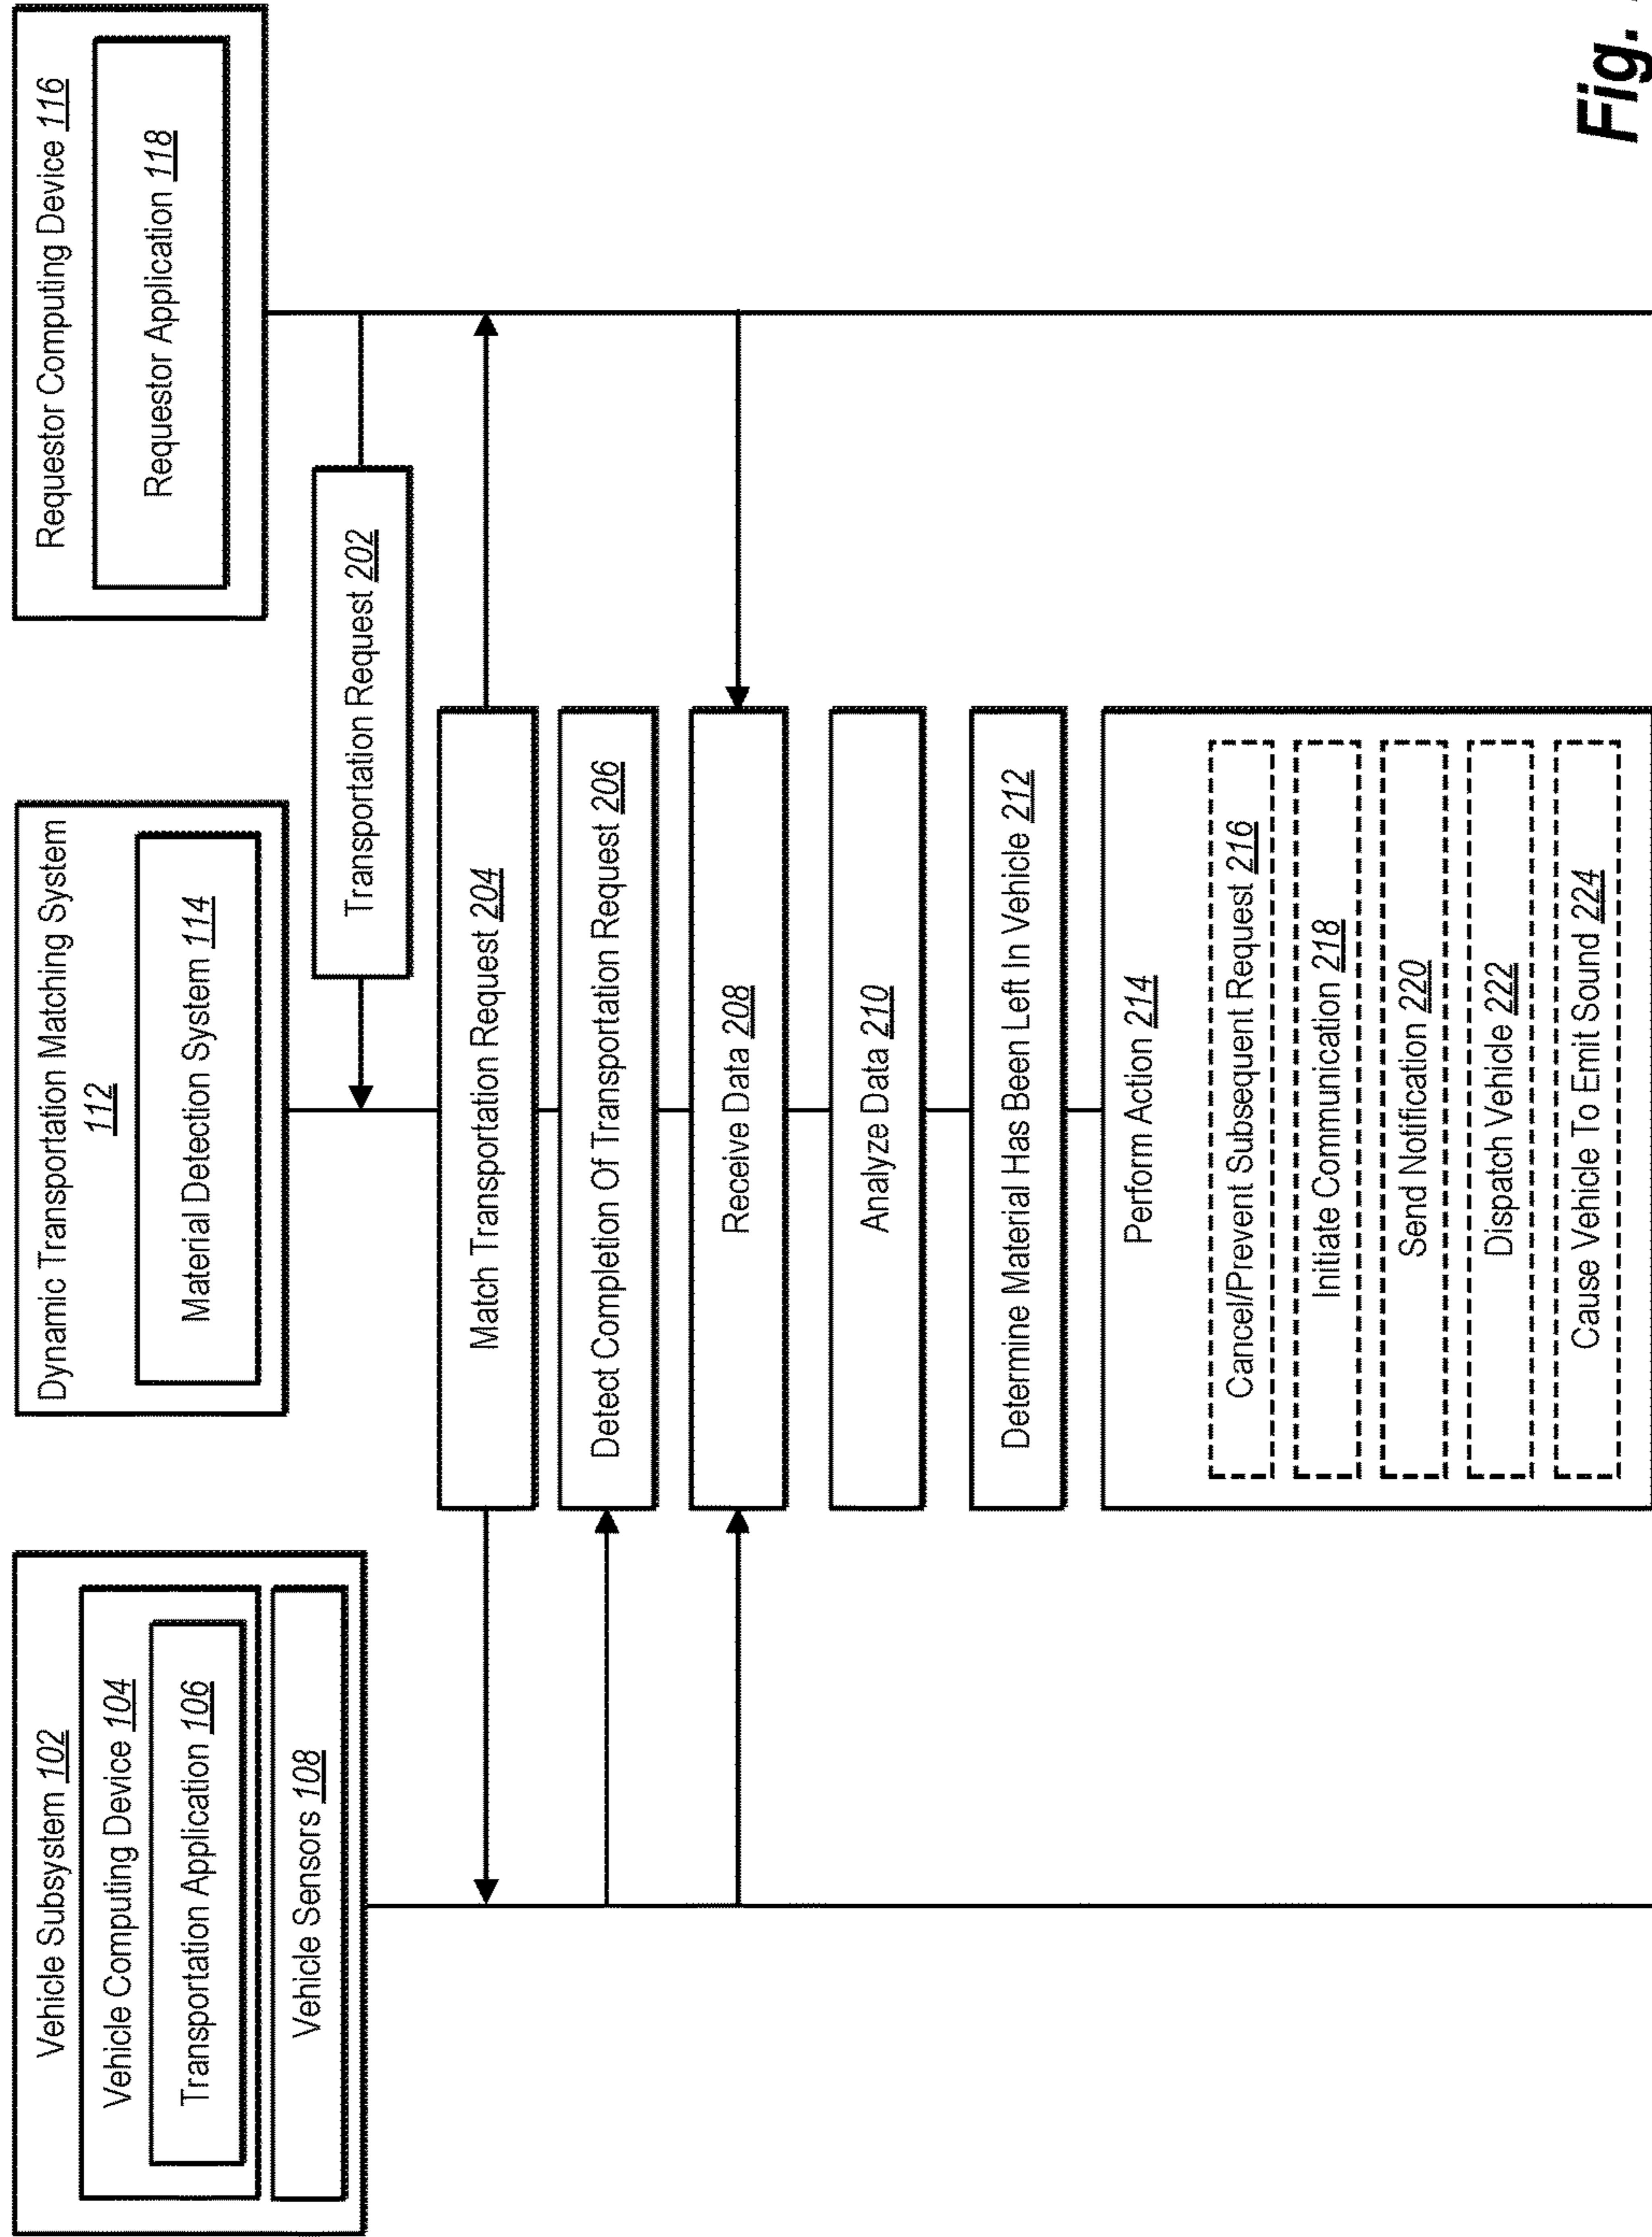 Vehicle Subsystem 102
Vehicle Computing Device 104
Transportation Application 106
Vehicle Sensors 108
Dynamic Transportation Matching System
112
Material Detection System 114
Requestor Computing Device 116
Requestor Application 118
Transportation Request 202
Match Transportation Request 204
Detect Completion Of Transportation Request 206
Receive Data 208
Analyze Data 210
Determine Material Has Been Left In Vehicle 212
Perform Action 214
Cancel/Prevent Subsequent Request 216
Initiate Communication 218
Send Notification 220
Dispatch Vehicle 222
Cause Vehicle To Emit Sound 224
Fig.